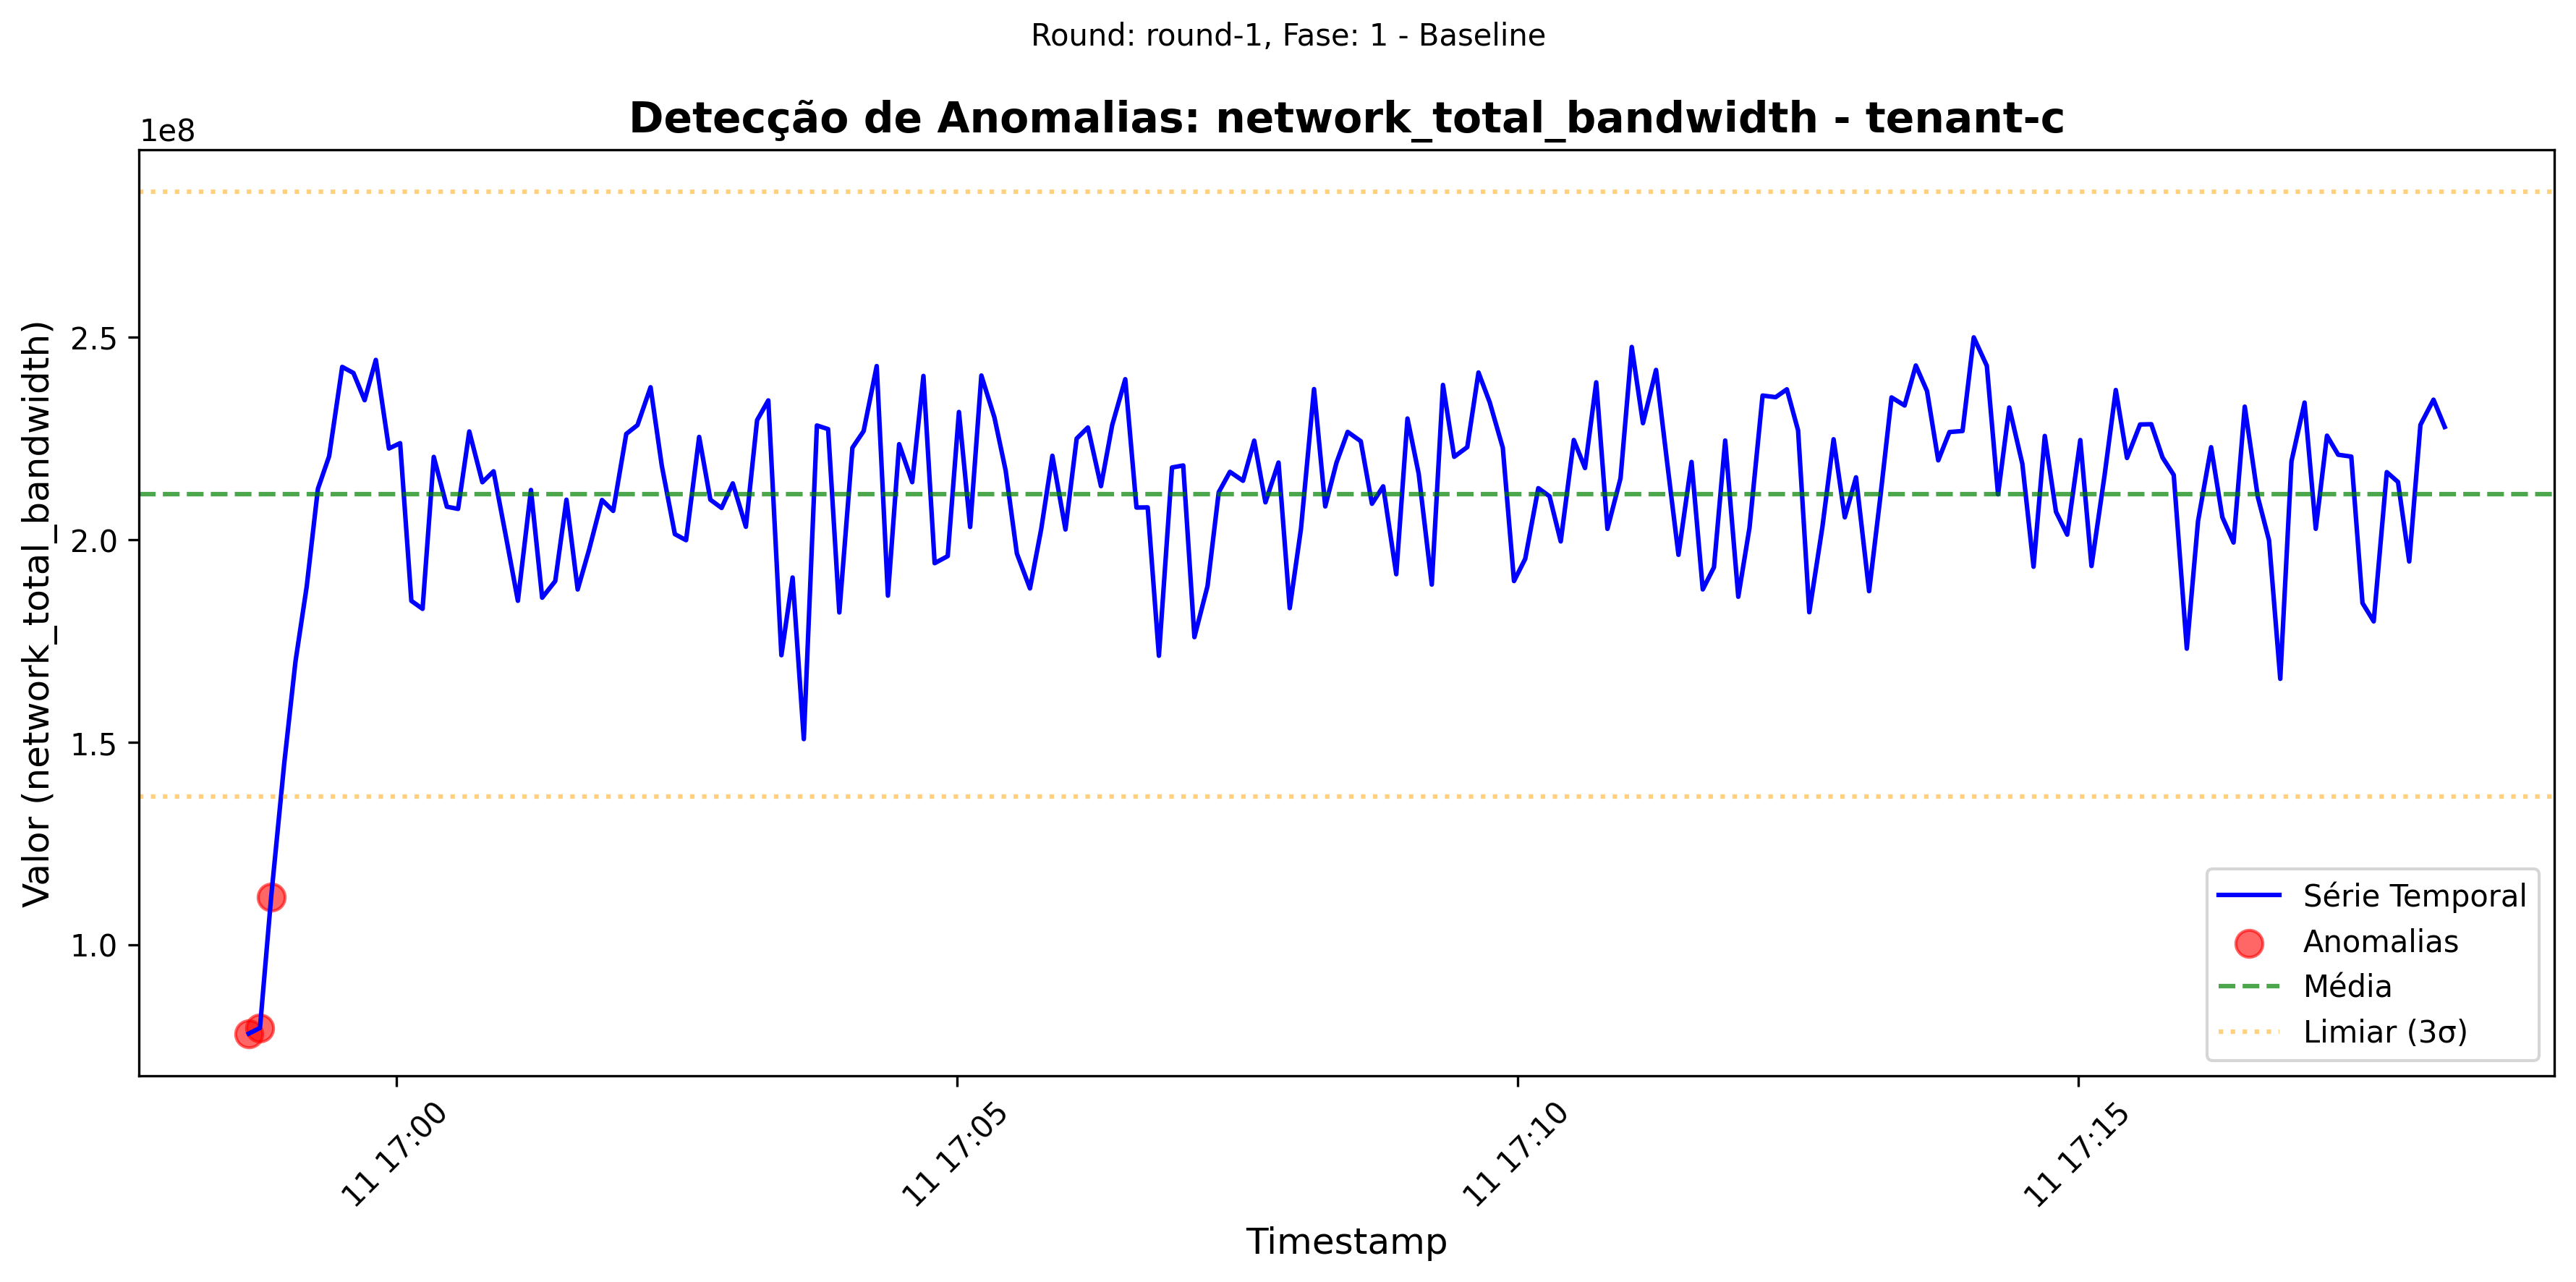 Round: round-1, Fase: 1 - Baseline
Detecção de Anomalias: network_total_bandwidth - tenant-c
1e8
Valor (network_total_bandwidth)
2.5
2.0
1.5
1.0
Série Temporal
Anomalias
Média
Limiar (3σ)
11 17:00
11 17:05
11 17:10
11 17:15
Timestamp